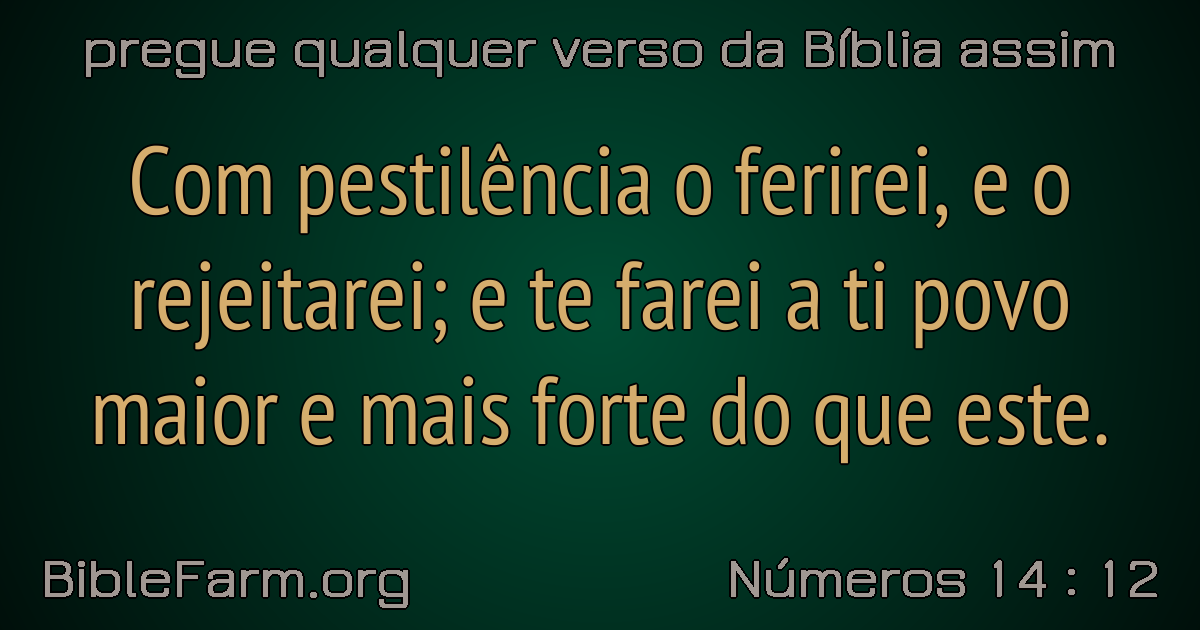 pregue qualquer verso da Bíblia assim
Com pestilência o ferirei, e o
rejeitarei; e te farei a ti povo
maior e mais forte do que este.
BibleFarm.org
Números 14 : 12